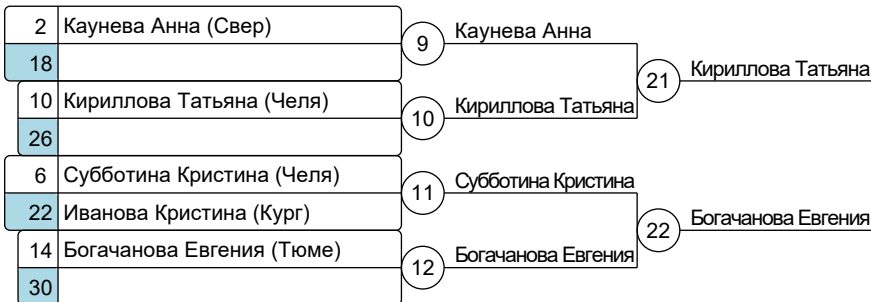 2 Каунева Анна (Свер)
18
9 Каунева Анна
10 Кириллова Татьяна (Челя)
26
10 Кириллова Татьяна
21 Кириллова Татьяна
6 Субботина Кристина (Челя)
22 Иванова Кристина (Кург)
11 Субботина Кристина
14 Богачанова Евгения (Тюме)
30
12 Богачанова Евгения
22 Богачанова Евгения